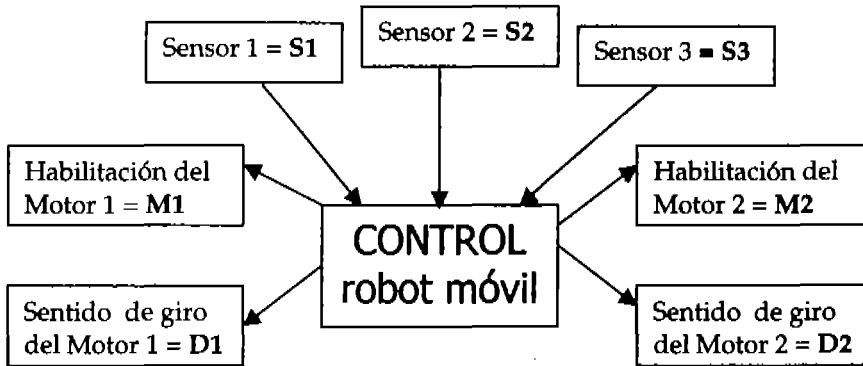 Sensor 1 = S1
Sensor 2 = S2
Sensor 3 = S3
Habilitación del
Motor 1 = M1
Habilitación del
Motor 2 = M2
CONTROL
robot móvil
Sentido de giro
del Motor 1 = D1
Sentido de giro
del Motor 2 = D2